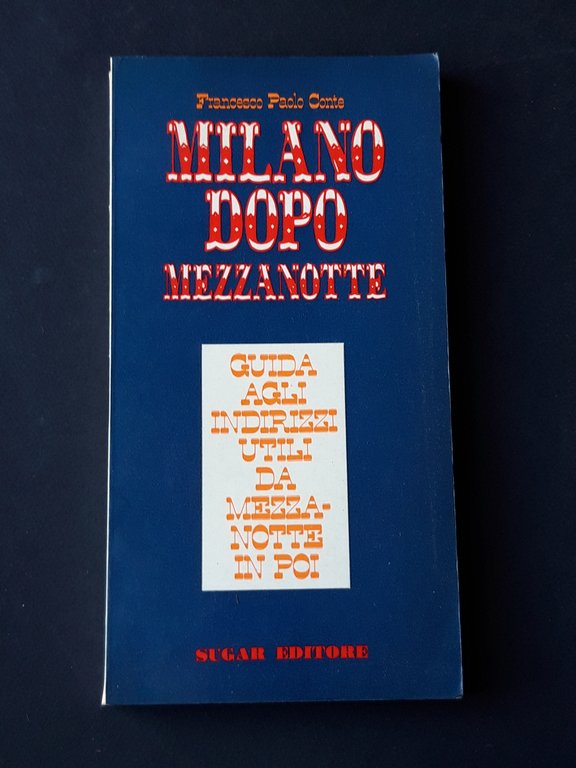 Francesco Paolo Conte
MILANO
DOPO
MEZZANOTTE
GUIDA
AGLI
INDIRIZZI
UTILI
DA
MEZZA-
NOTTE
IN POI
SUGAR EDITORE